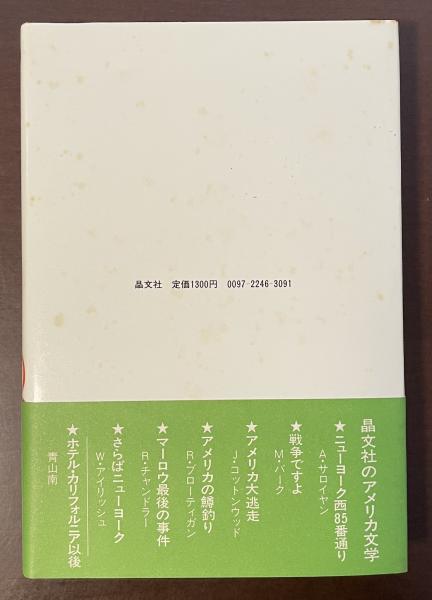 晶文社　定価1300円　0097-2246-3091
晶文社のアメリカ文学
★ニューヨーク西85番通り
A・サロイヤン
★戦争ですよ
M・バーク
★アメリカ大逃走
J・コットンウッド
★アメリカの鱒釣り
R・ブローティガン
★マーロウ最後の事件
R・チャンドラー
★さらばニューヨーク
W・アイリッシュ
★ホテル・カリフォルニア以後
青山南